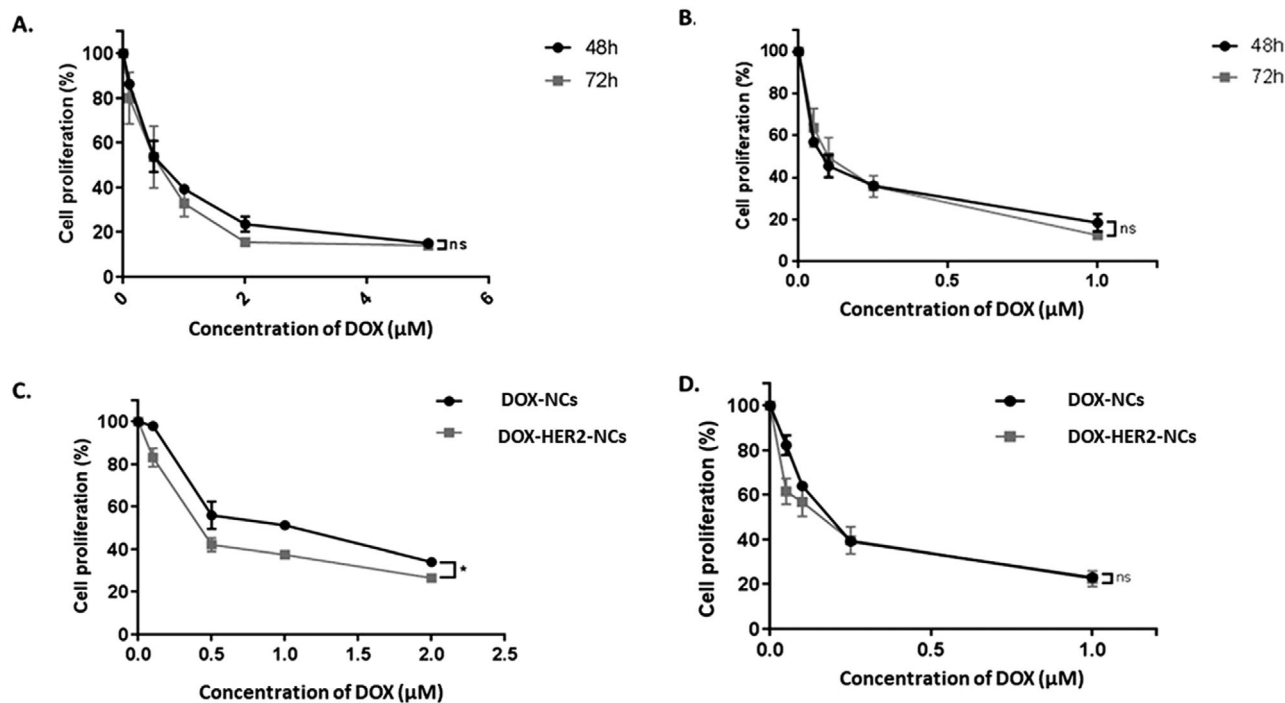 A.
48h
72h
Cell proliferation (%)
100
80
60
40
20
0
ns
0
2
4
6
Concentration of DOX (µM)
B.
48h
72h
Cell proliferation (%)
100
80
60
40
20
0
ns
0.0
0.5
1.0
Concentration of DOX (µM)
C.
DOX-NCs
DOX-HER2-NCs
Cell proliferation (%)
100
80
60
40
20
0
*
0.0
0.5
1.0
1.5
2.0
2.5
Concentration of DOX (µM)
D.
DOX-NCs
DOX-HER2-NCs
Cell proliferation (%)
100
80
60
40
20
0
ns
0.0
0.5
1.0
Concentration of DOX (µM)